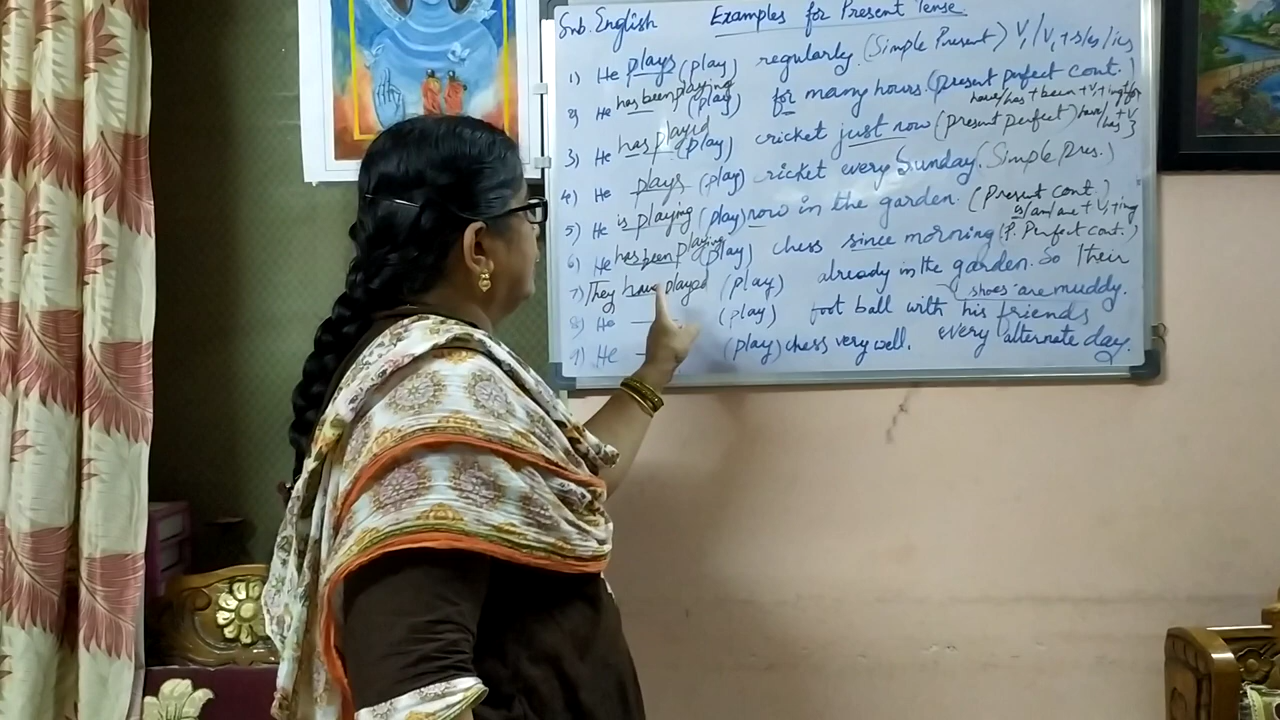 Sub. English Examples for Present Tense
1) He plays (play) regularly. (Simple Present) V1/V1+s/es/ies
2) He has been playing (play) for many hours. (present perfect cont.)
have/has + been + V1 + ing + for
3) He has played (play) cricket just now (present perfect) have/has + V3
4) He plays (play) cricket every Sunday. (Simple Pres.)
5) He is playing (play) now in the garden. (Present cont.)
is/am/are + V1 + ing
6) He has been playing (play) chess since morning (P. Perfect cont.)
7) They have played (play) already in the garden. So Their
shoes are muddy.
8) He (play) foot ball with his friends
every alternate day.
9) He (play) chess very well.